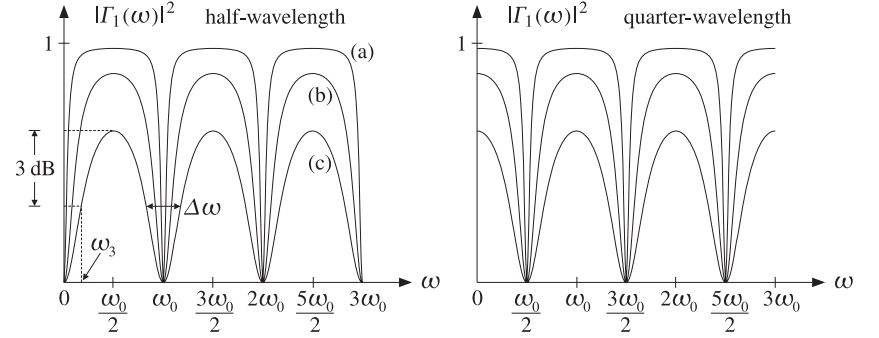 |Γ₁(ω)|² half-wavelength
1
(a)
(b)
(c)
3 dB
Δω
ω₃
0 ω₀/2 ω₀ 3ω₀/2 2ω₀ 5ω₀/2 3ω₀ ω
|Γ₁(ω)|² quarter-wavelength
1
0 ω₀/2 ω₀ 3ω₀/2 2ω₀ 5ω₀/2 3ω₀ ω